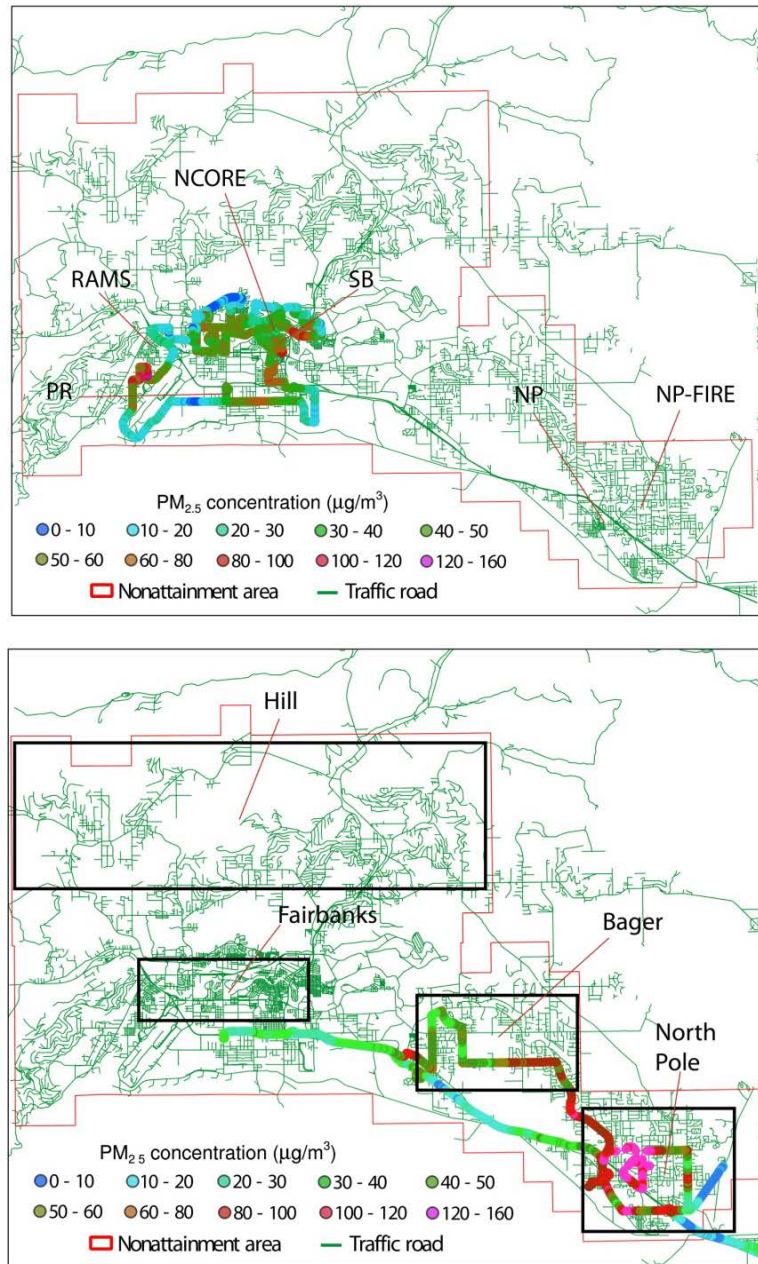 NCORE
RAMS
SB
PR
NP
NP-FIRE
PM2.5 concentration (µg/m³)
0 - 10 10 - 20 20 - 30 30 - 40 40 - 50
50 - 60 60 - 80 80 - 100 100 - 120 120 - 160
Nonattainment area Traffic road
Hill
Fairbanks
Bager
North
Pole
PM2 5 concentration (µg/m³)
0 - 10 10 - 20 20 - 30 30 - 40 40 - 50
50 - 60 60 - 80 80 - 100 100 - 120 120 - 160
Nonattainment area Traffic road